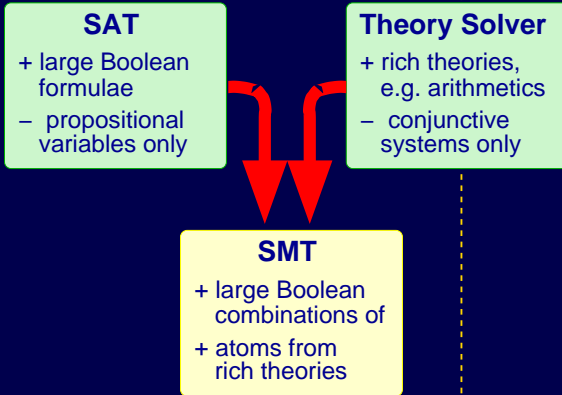 SAT
+ large Boolean
formulae
− propositional
variables only
Theory Solver
+ rich theories,
e.g. arithmetics
− conjunctive
systems only
SMT
+ large Boolean
combinations of
+ atoms from
rich theories